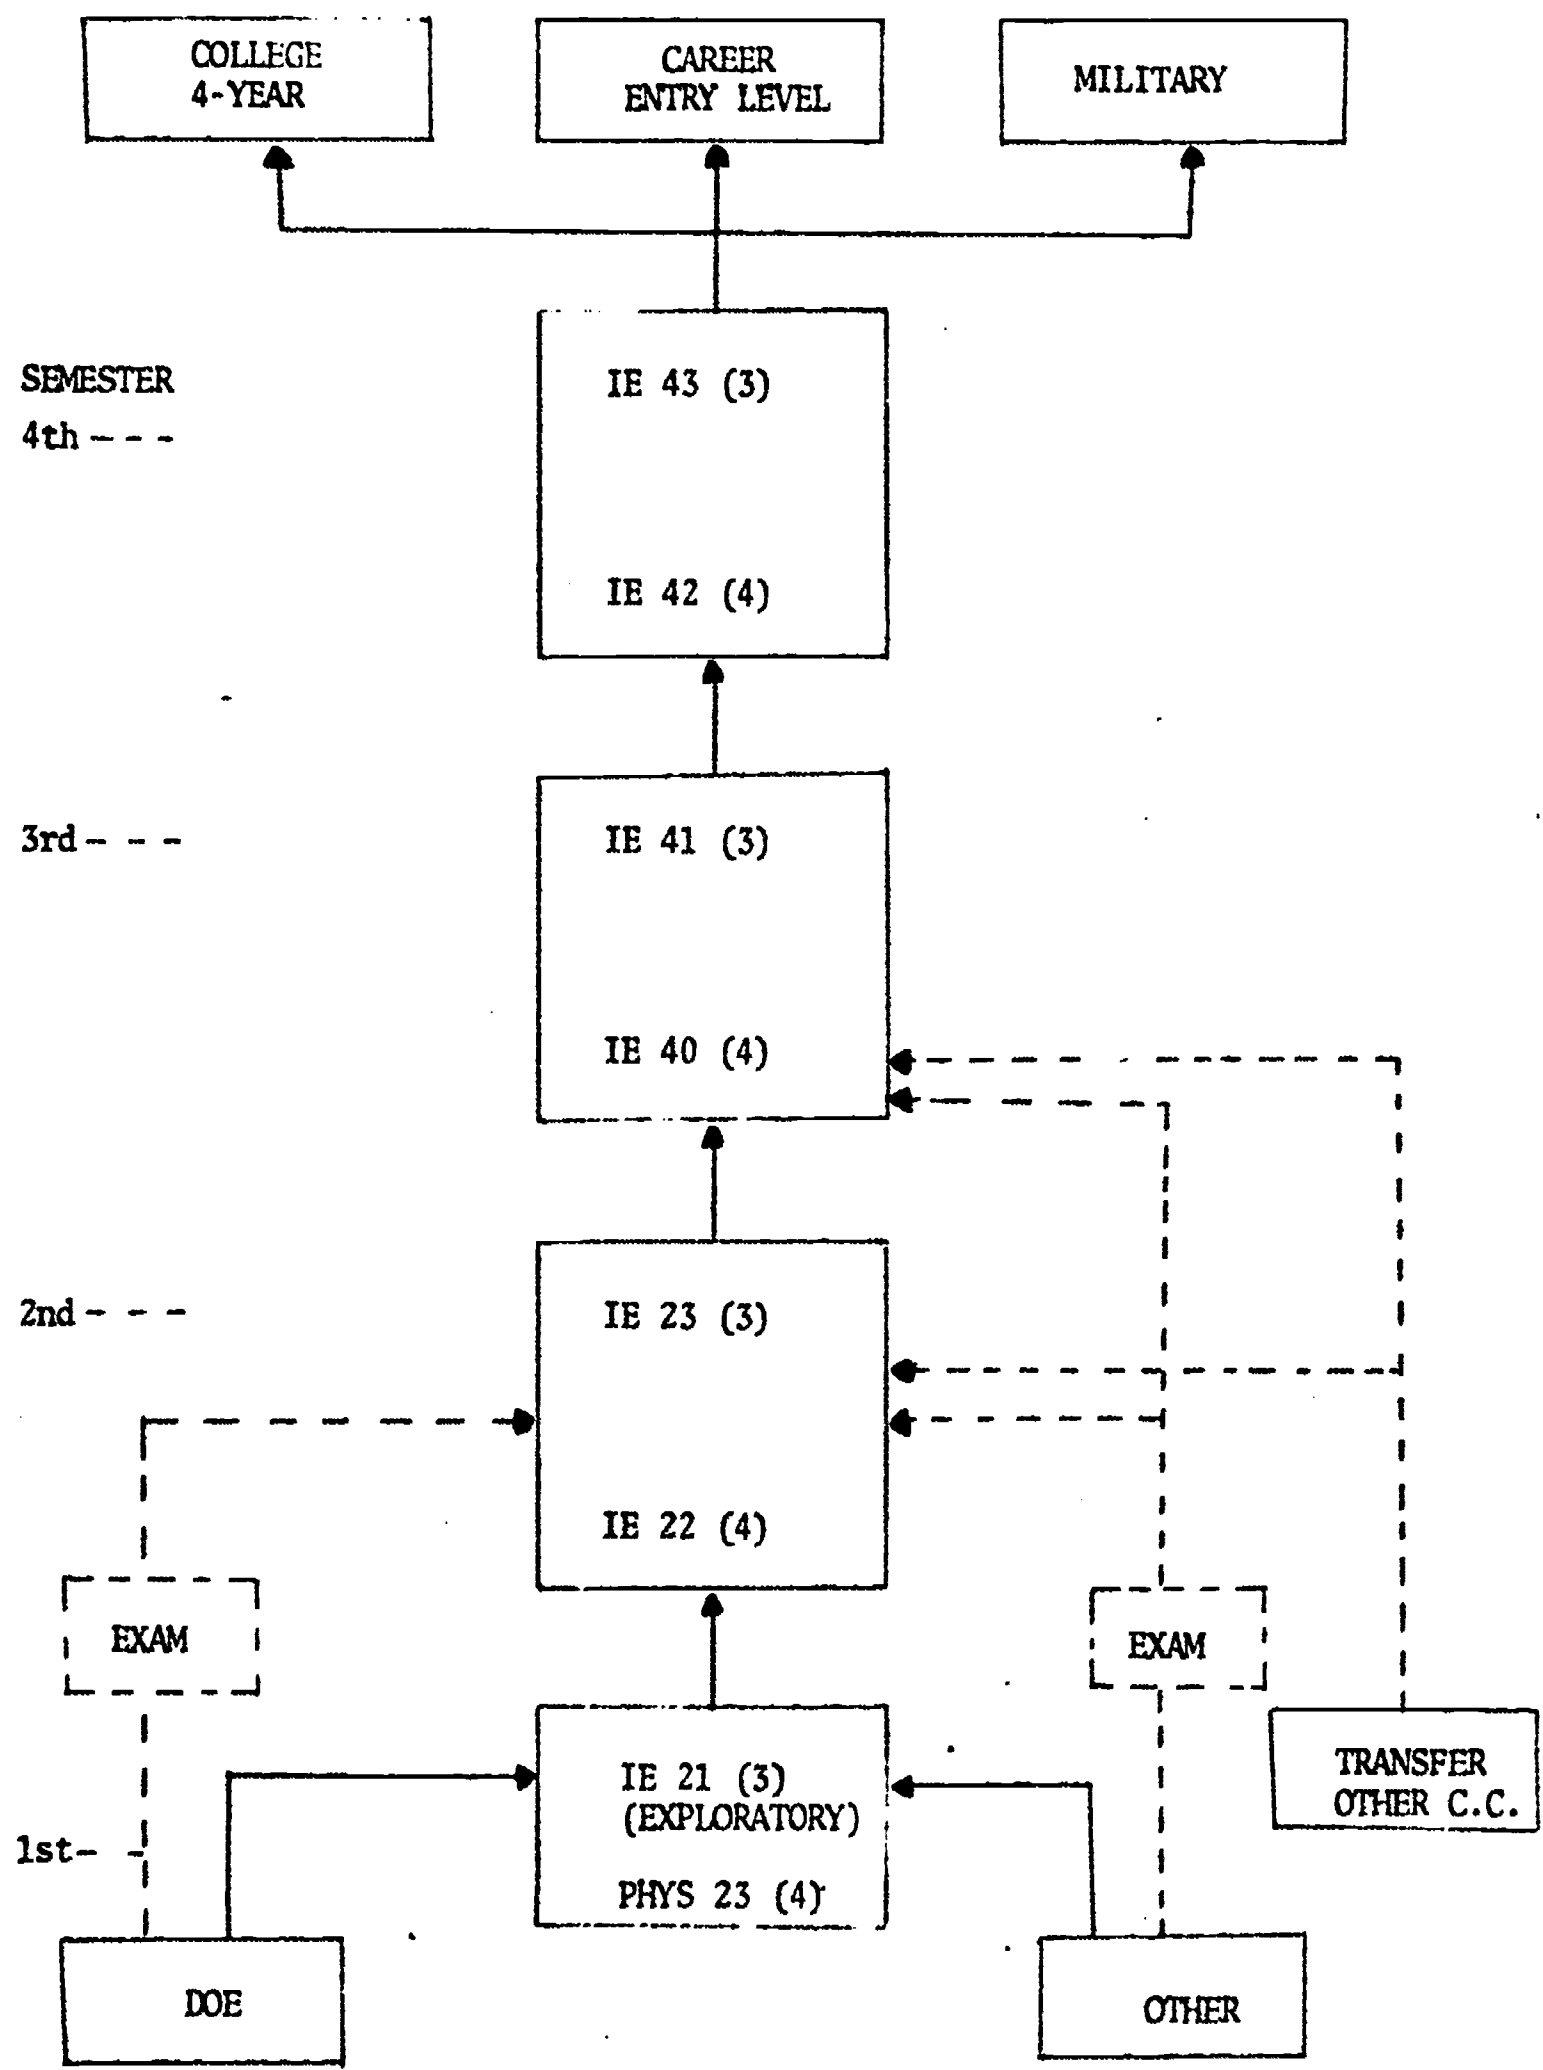 COLLEGE
4-YEAR
CAREER
ENTRY LEVEL
MILITARY
SEMESTER
4th - - -
IE 43 (3)
IE 42 (4)
3rd - - -
IE 41 (3)
IE 40 (4)
2nd - - -
IE 23 (3)
IE 22 (4)
EXAM
EXAM
IE 21 (3)
(EXPLORATORY)
PHYS 23 (4)
TRANSFER
OTHER C.C.
1st- -
DOE
OTHER